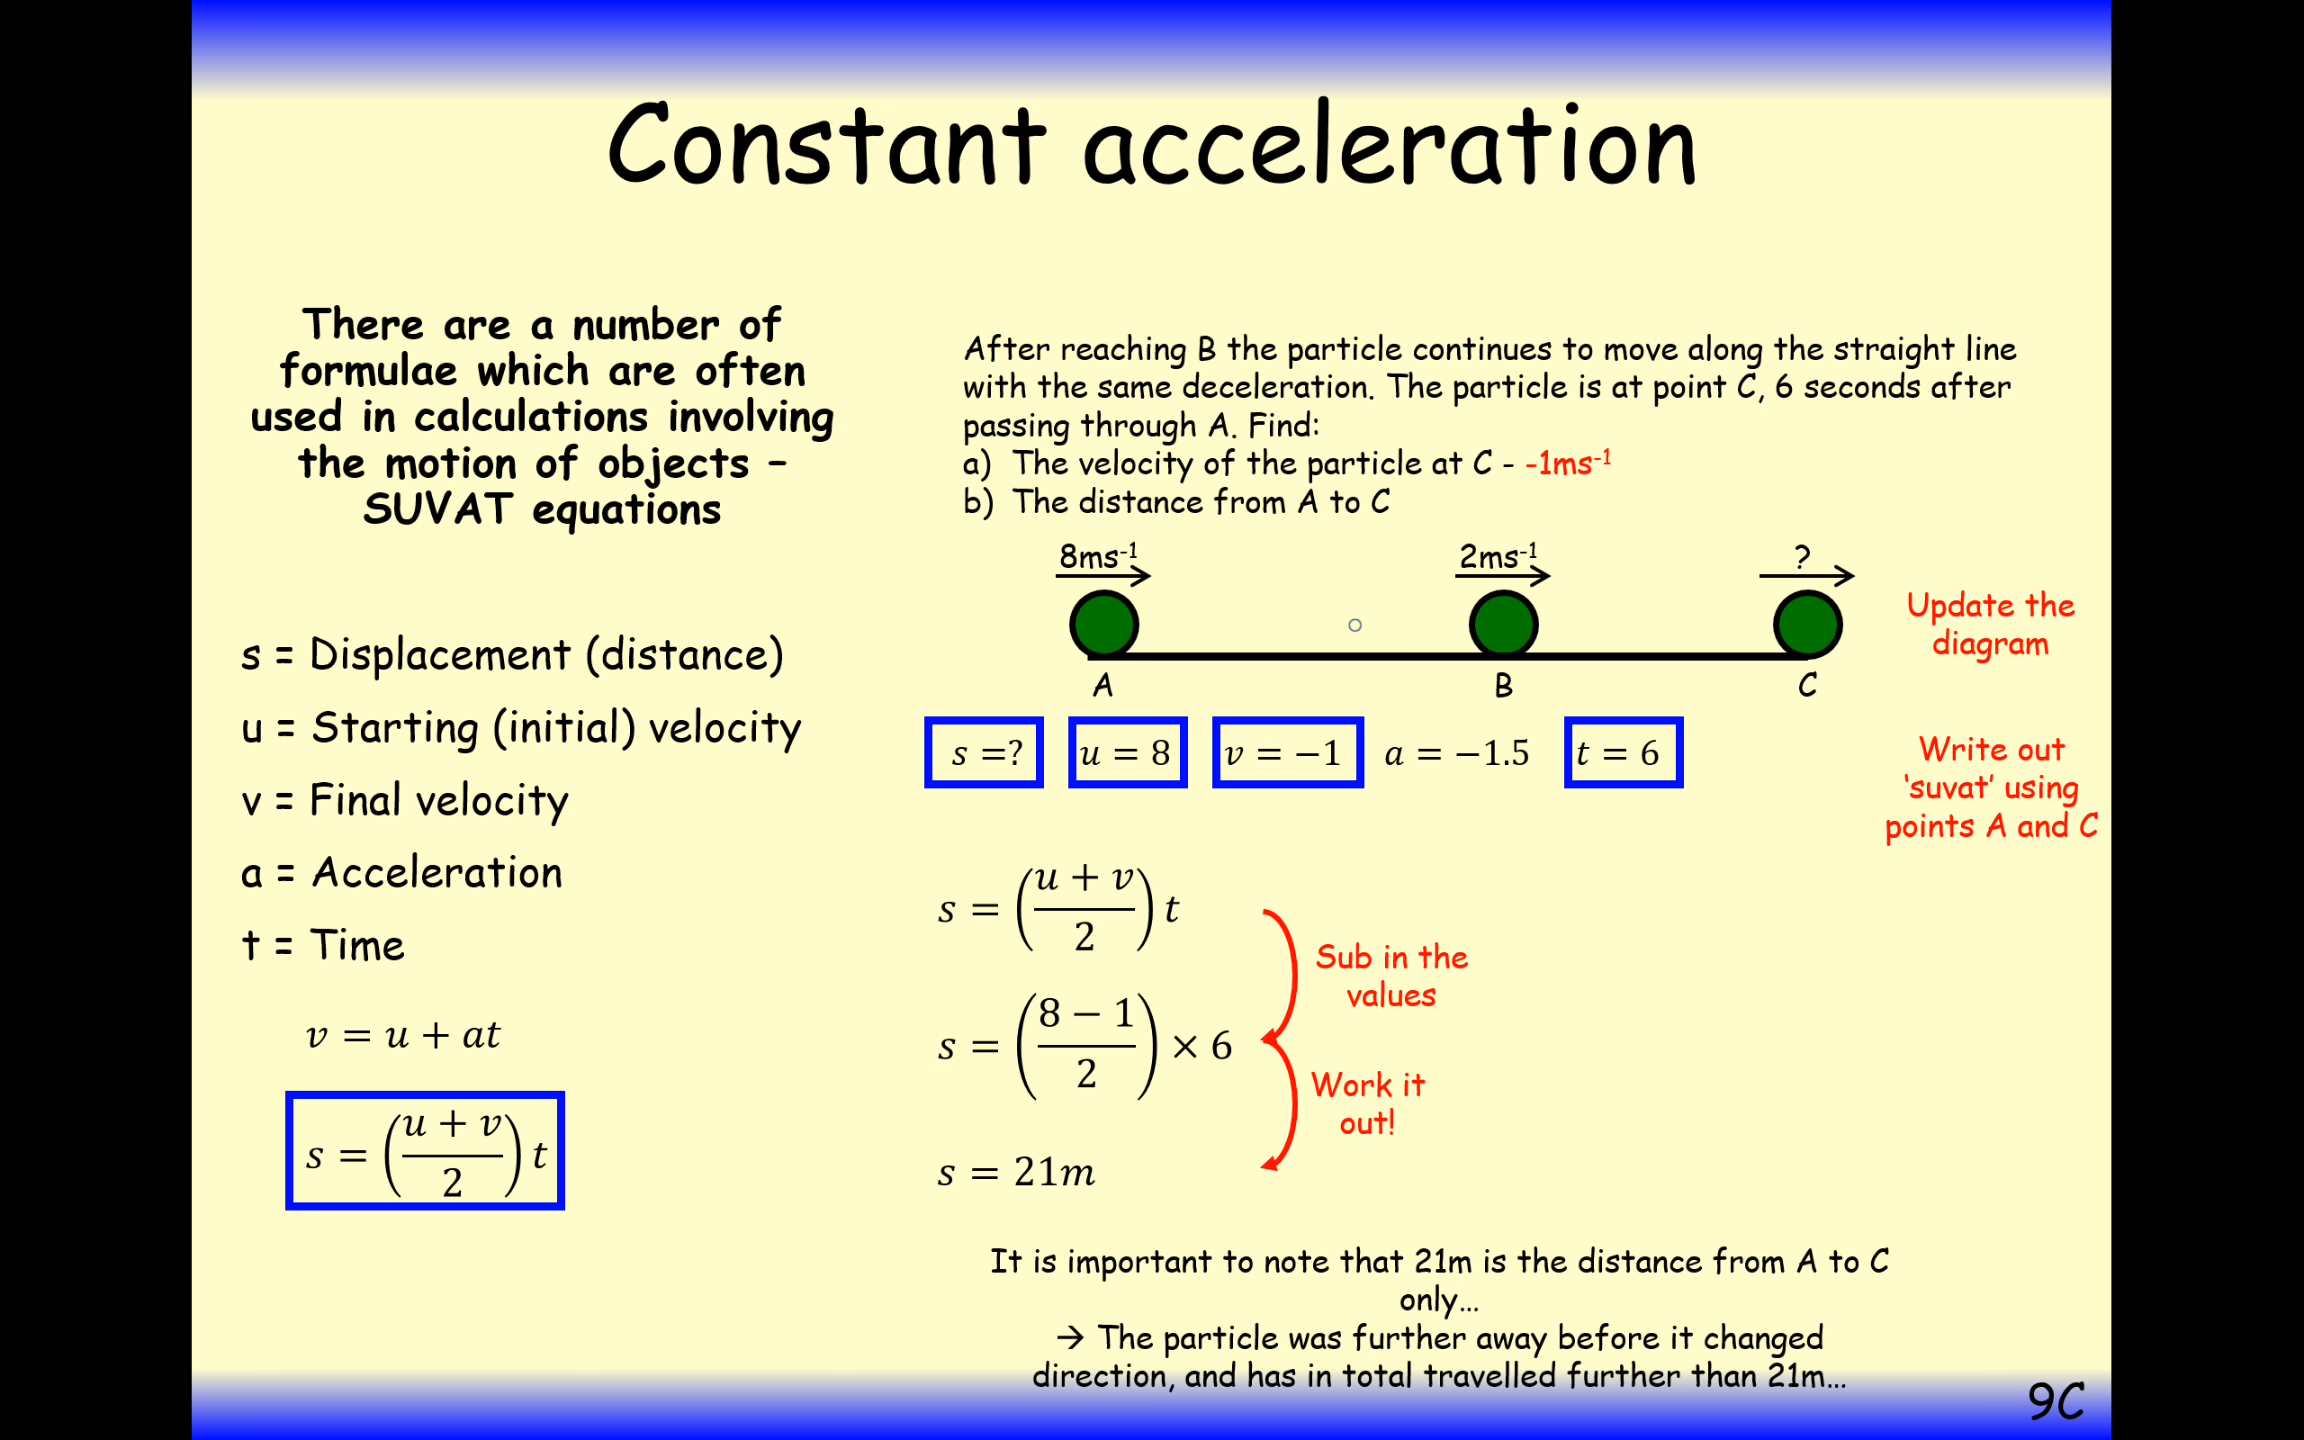 Constant acceleration
There are a number of
formulae which are often
used in calculations involving
the motion of objects –
SUVAT equations
s = Displacement (distance)
u = Starting (initial) velocity
v = Final velocity
a = Acceleration
t = Time
v = u + at
s = (u + v / 2) t
After reaching B the particle continues to move along the straight line
with the same deceleration. The particle is at point C, 6 seconds after
passing through A. Find:
a) The velocity of the particle at C - -1ms⁻¹
b) The distance from A to C
8ms⁻¹ 2ms⁻¹ ?
A B C
Update the
diagram
s =? u = 8 v = −1 a = −1.5 t = 6
Write out
‘suvat’ using
points A and C
s = (u + v / 2) t
Sub in the
values
s = (8 − 1 / 2) × 6
Work it
out!
s = 21m
It is important to note that 21m is the distance from A to C
only…
→ The particle was further away before it changed
direction, and has in total travelled further than 21m…
9C